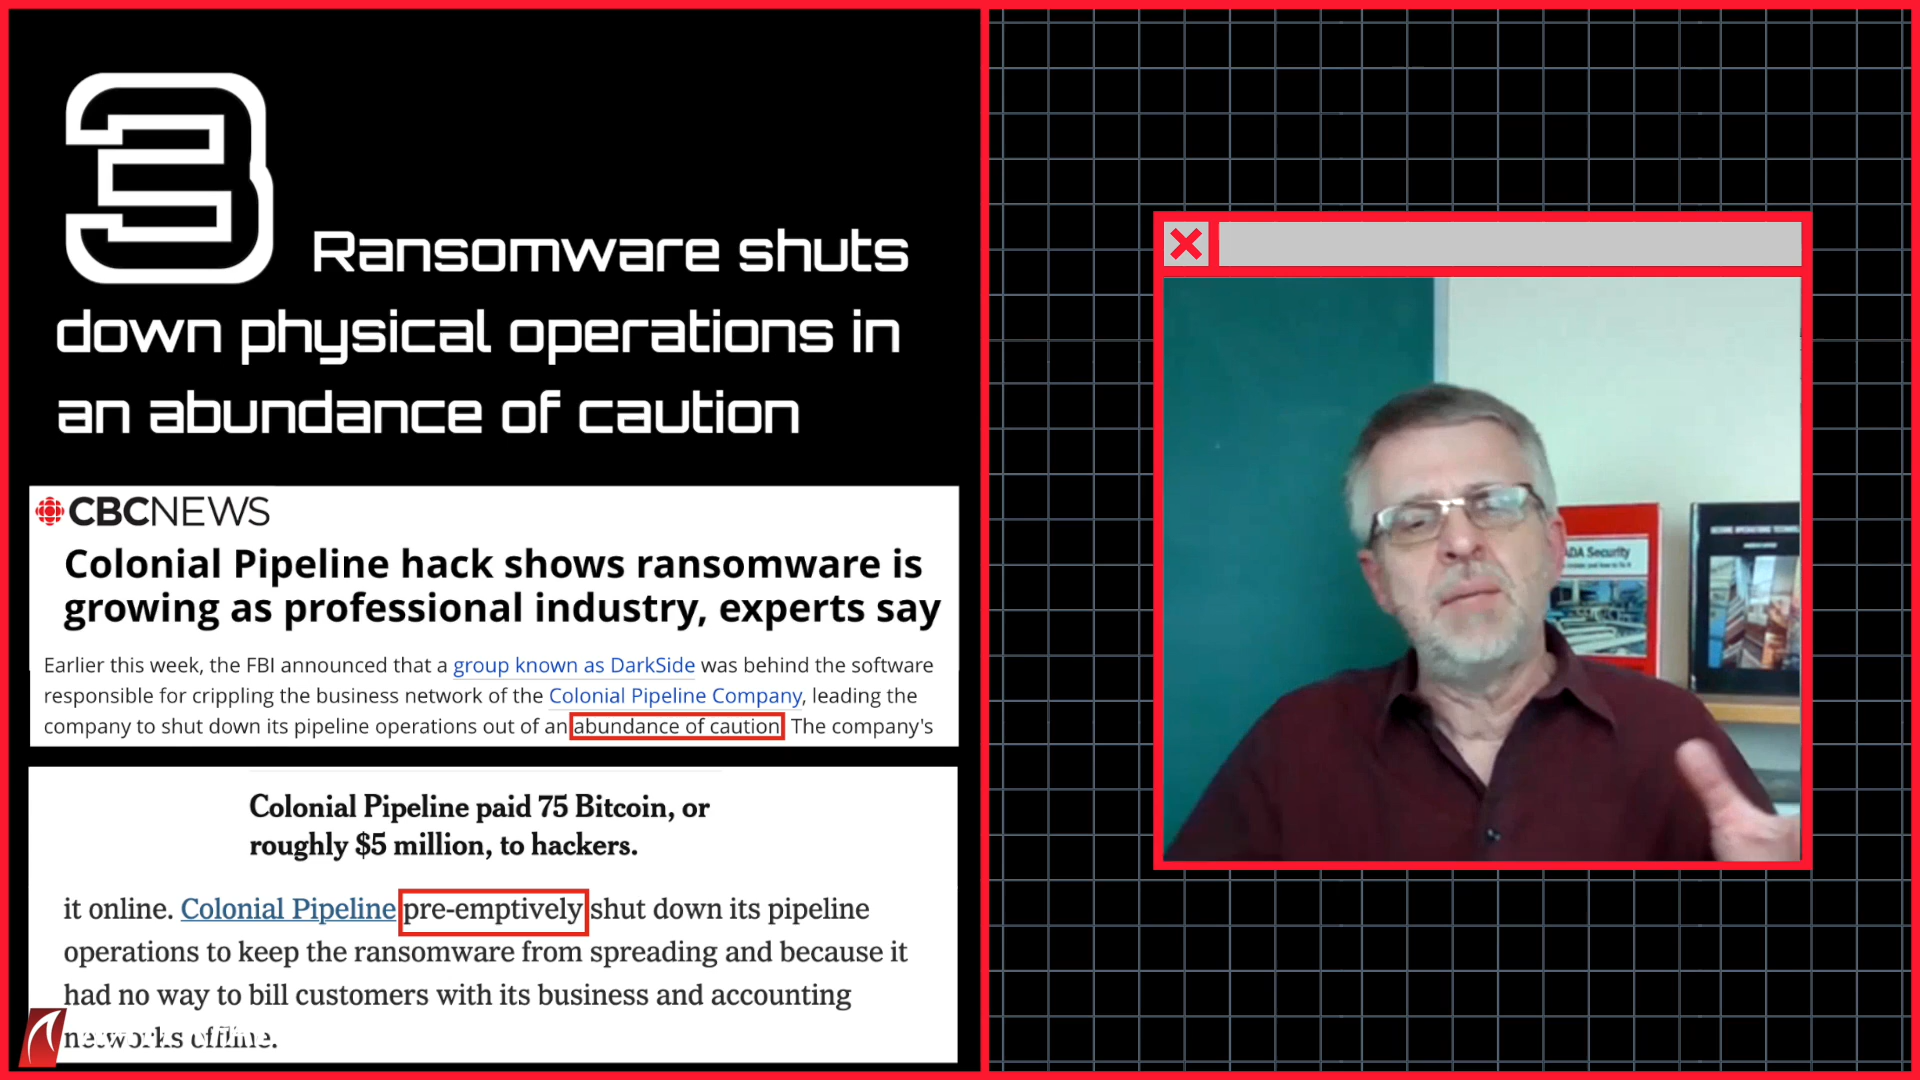 3 Ransomware shuts
down physical operations in
an abundance of caution
CBCNEWS
Colonial Pipeline hack shows ransomware is
growing as professional industry, experts say
Earlier this week, the FBI announced that a group known as DarkSide was behind the software
responsible for crippling the business network of the Colonial Pipeline Company, leading the
company to shut down its pipeline operations out of an abundance of caution. The company's
Colonial Pipeline paid 75 Bitcoin, or
roughly $5 million, to hackers.
it online. Colonial Pipeline pre-emptively shut down its pipeline
operations to keep the ransomware from spreading and because it
had no way to bill customers with its business and accounting
networks offline.
ADA Security